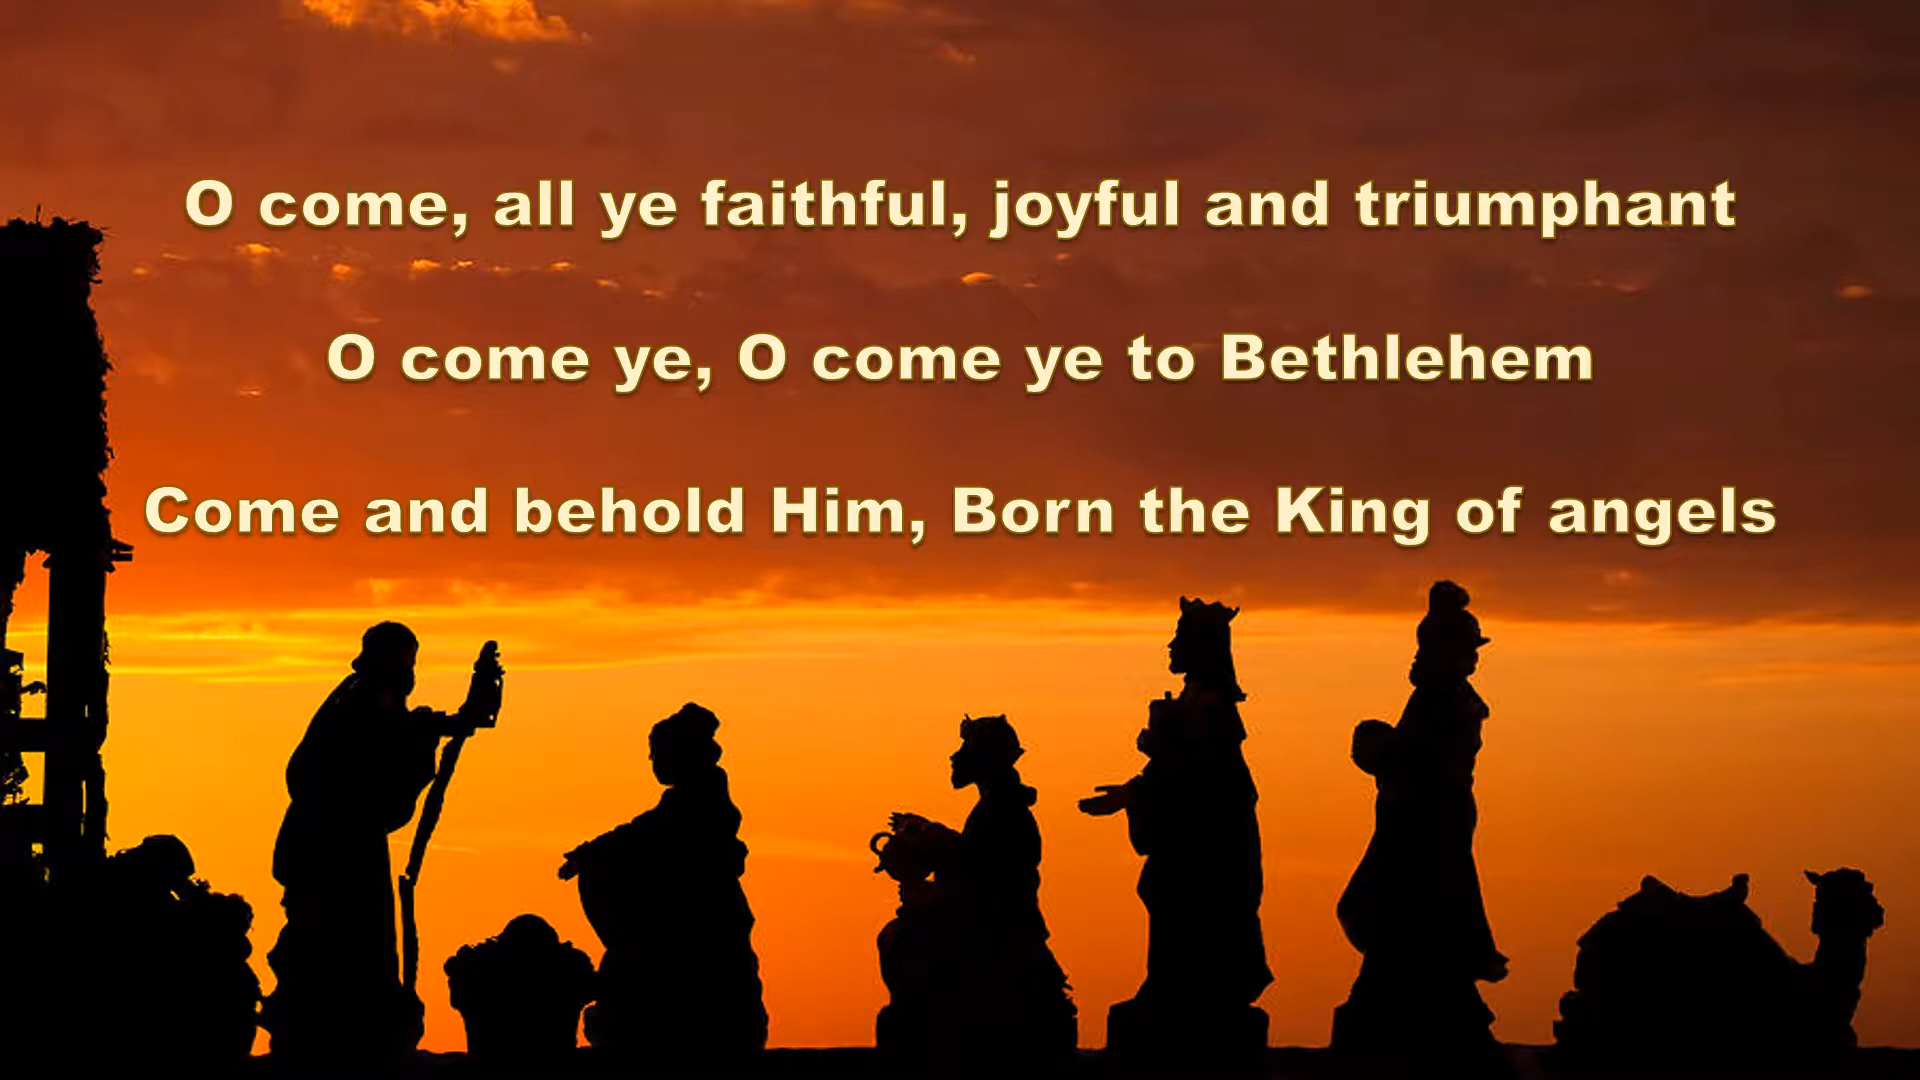 O come, all ye faithful, joyful and triumphant
O come ye, O come ye to Bethlehem
Come and behold Him, Born the King of angels